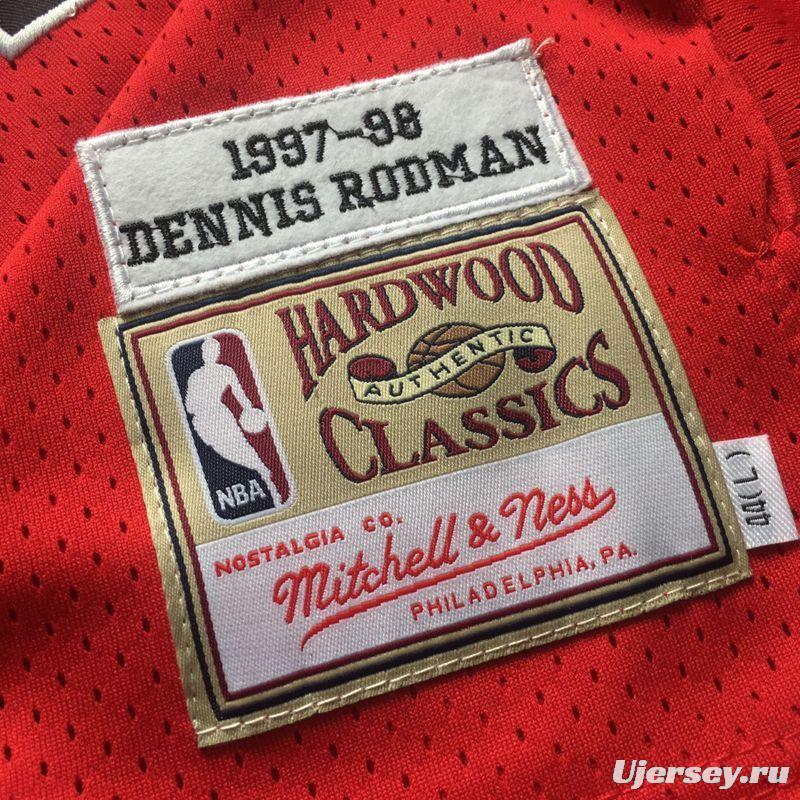 1997-98
DENNIS RODMAN
HARDWOOD
AUTHENTIC
CLASSICS
NBA
NOSTALGIA CO.
Mitchell & Ness
PHILADELPHIA, PA.
44(L)
Ujersey.ru